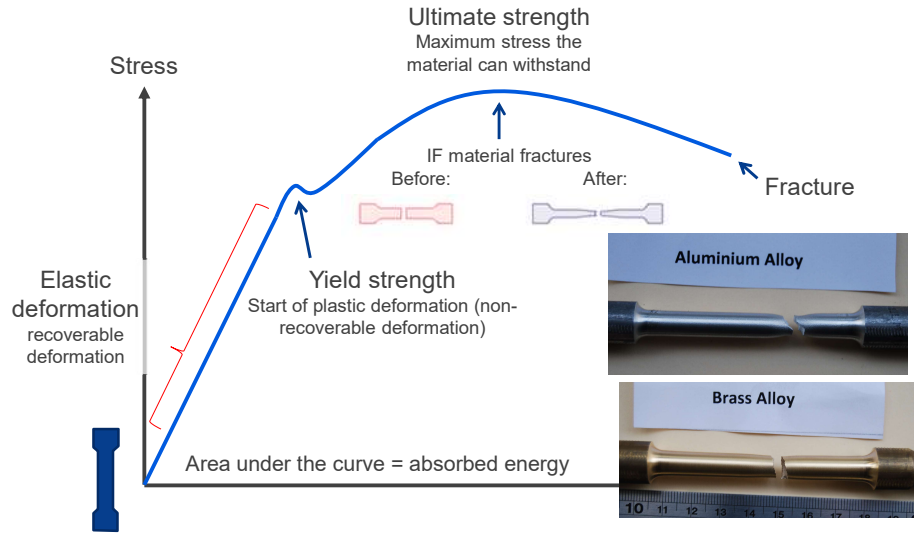 Ultimate strength
Maximum stress the
material can withstand
Stress
IF material fractures
Before:
After:
Fracture
Elastic
deformation
recoverable
deformation
Yield strength
Start of plastic deformation (non-
recoverable deformation)
Aluminium Alloy
Brass Alloy
Area under the curve = absorbed energy
10 11 12 13 14 15 16 17 18